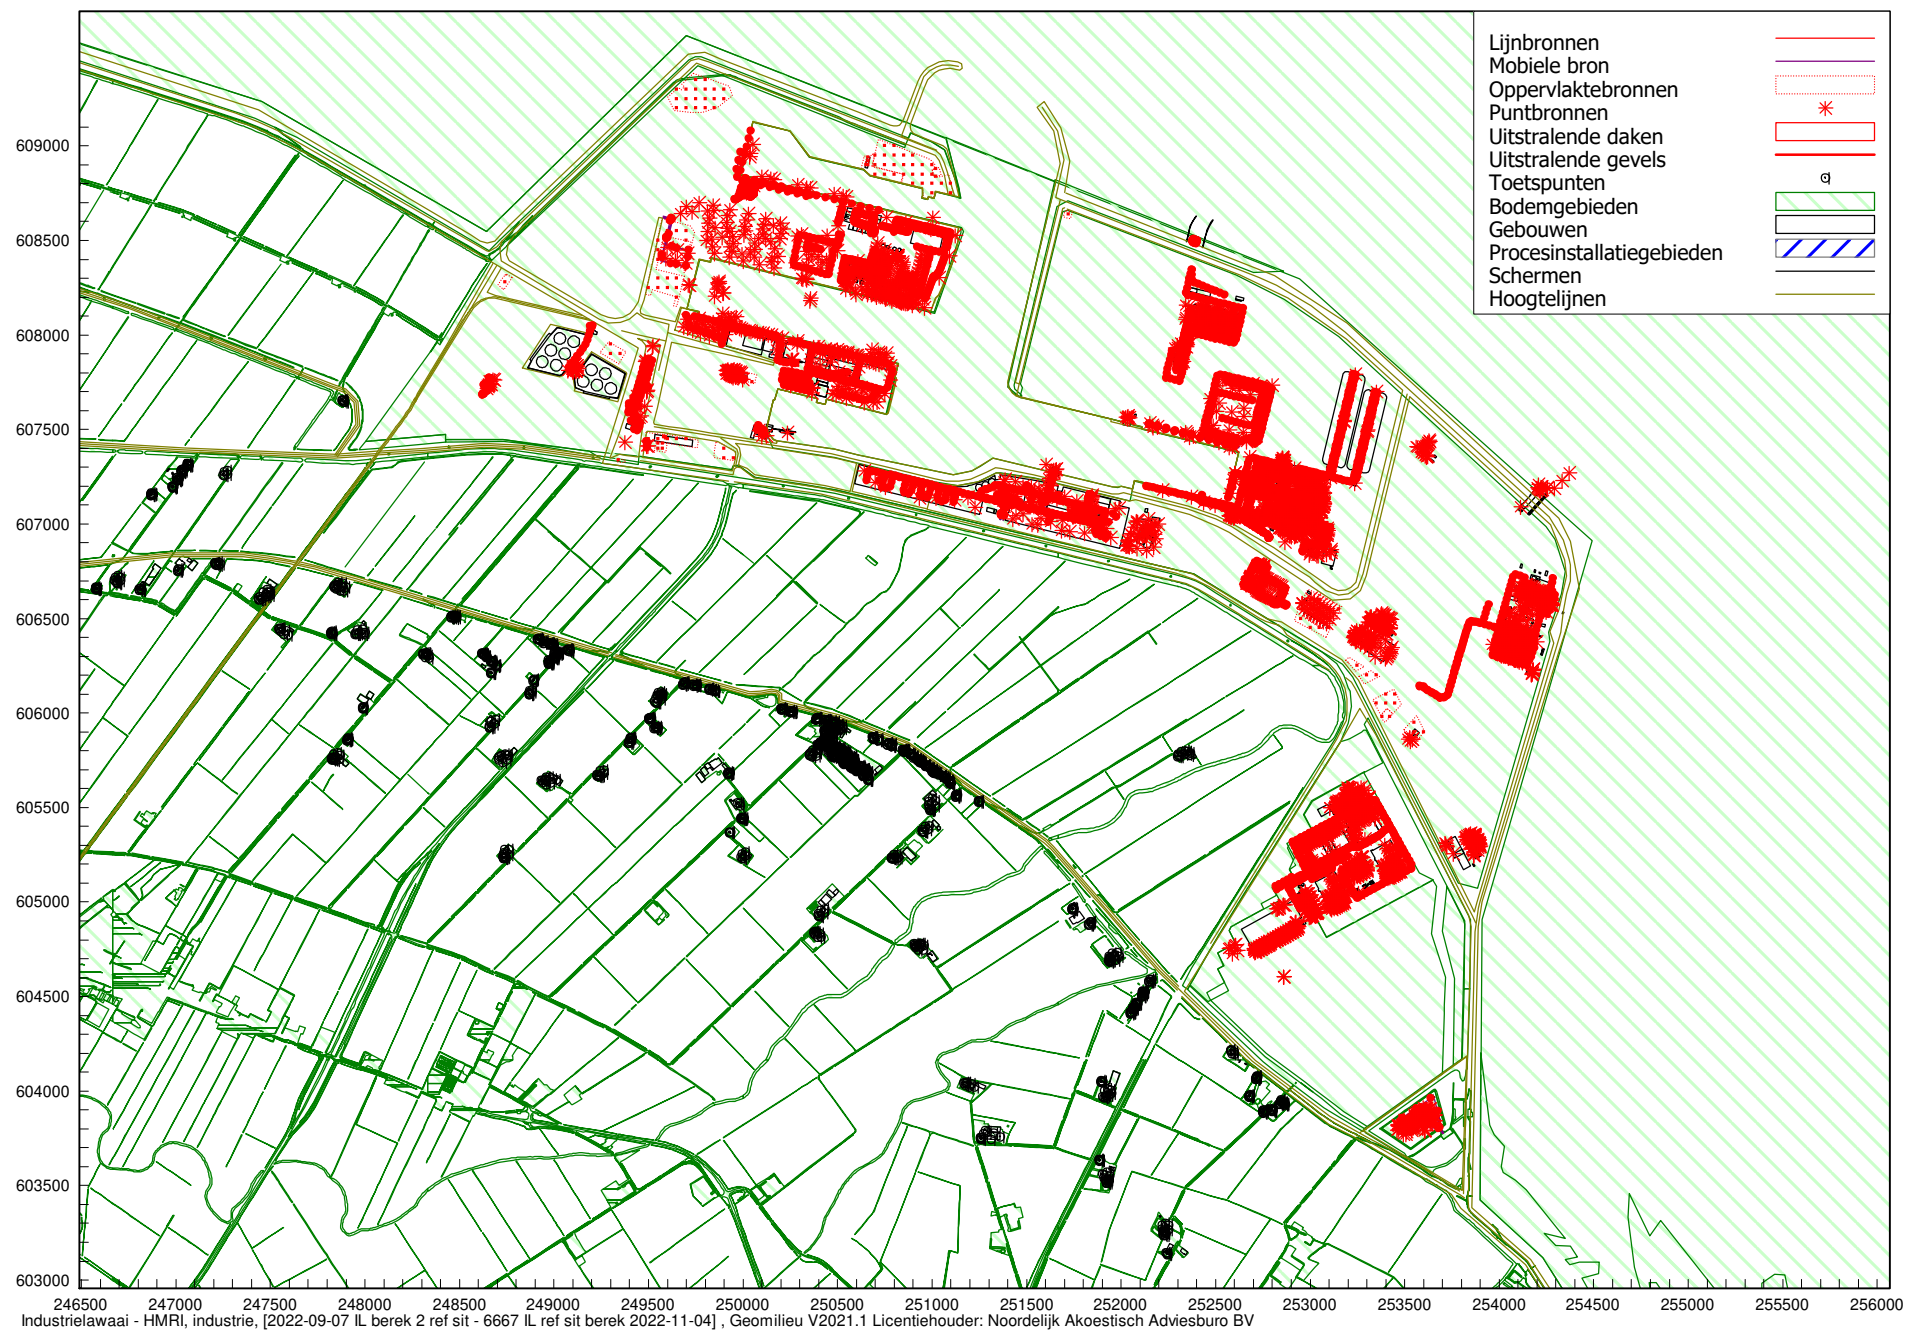 Lijnbronnen
Mobiele bron
Oppervlaktebronnen
Puntbronnen
Uitstralende daken
Uitstralende gevels
Toetspunten
Bodemgebieden
Gebouwen
Procesinstallatiegebieden
Schermen
Hoogtelijnen
609000
608500
608000
607500
607000
606500
606000
605500
605000
604500
604000
603500
603000
246500 247000 247500 248000 248500 249000 249500 250000 250500 251000 251500 252000 252500 253000 253500 254000 254500 255000 255500 256000
Industrielawaai - HMRI, industrie, [2022-09-07 IL berek 2 ref sit - 6667 IL ref sit berek 2022-11-04] , Geomilieu V2021.1 Licentiehouder: Noordelijk Akoestisch Adviesburo BV